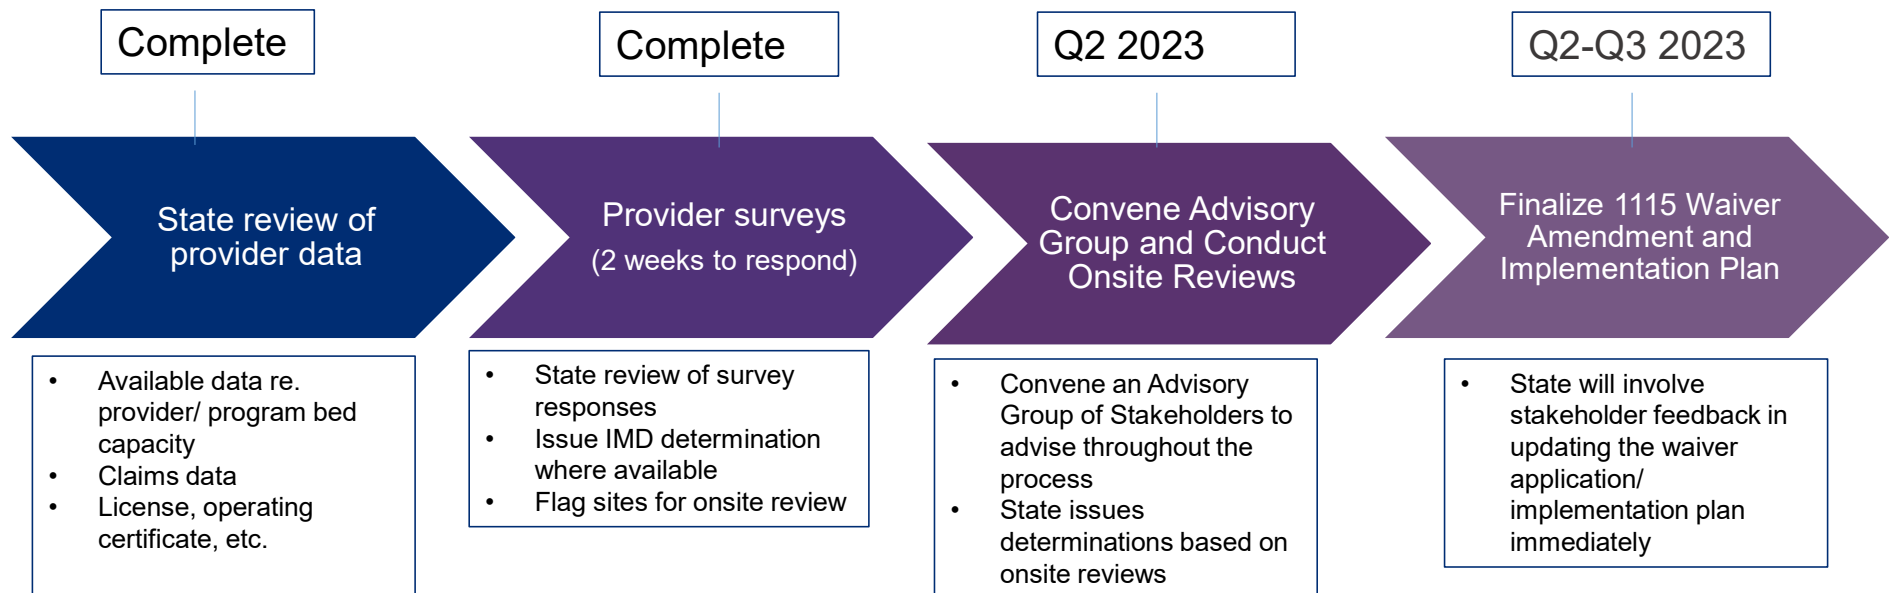 Complete
Complete
Q2 2023
Q2-Q3 2023
State review of
provider data
Provider surveys
(2 weeks to respond)
Convene Advisory
Group and Conduct
Onsite Reviews
Finalize 1115 Waiver
Amendment and
Implementation Plan
• Available data re.
provider/ program bed
capacity
• Claims data
• License, operating
certificate, etc.
• State review of survey
responses
• Issue IMD determination
where available
• Flag sites for onsite review
• Convene an Advisory
Group of Stakeholders to
advise throughout the
process
• State issues
determinations based on
onsite reviews
• State will involve
stakeholder feedback in
updating the waiver
application/
implementation plan
immediately